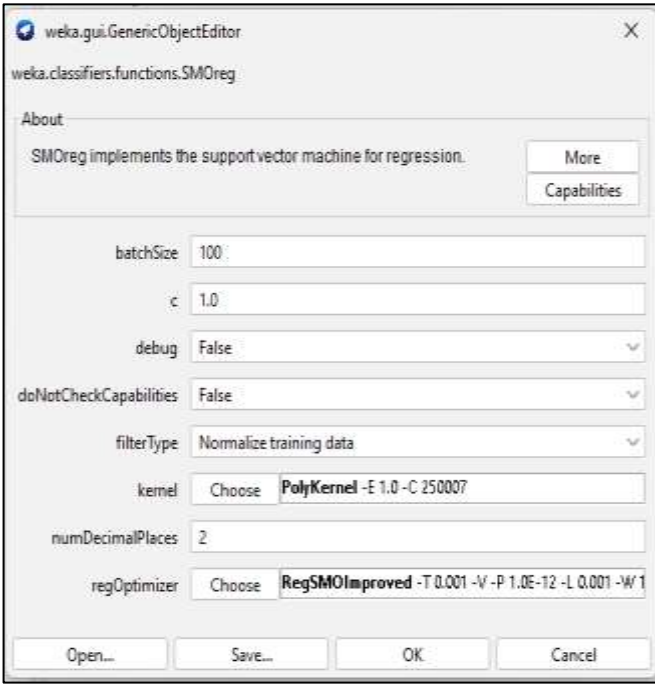 weka.gui.GenericObjectEditor
weka.classifiers.functions.SMOreg
About
SMOreg implements the support vector machine for regression.
More
Capabilities
batchSize 100
c 1.0
debug False
doNotCheckCapabilities False
filterType Normalize training data
kernel Choose PolyKernel -E 1.0 -C 250007
numDecimalPlaces 2
regOptimizer Choose RegSMOImproved -T 0.001 -V -P 1.0E-12 -L 0.001 -W 1
Open... Save... OK Cancel